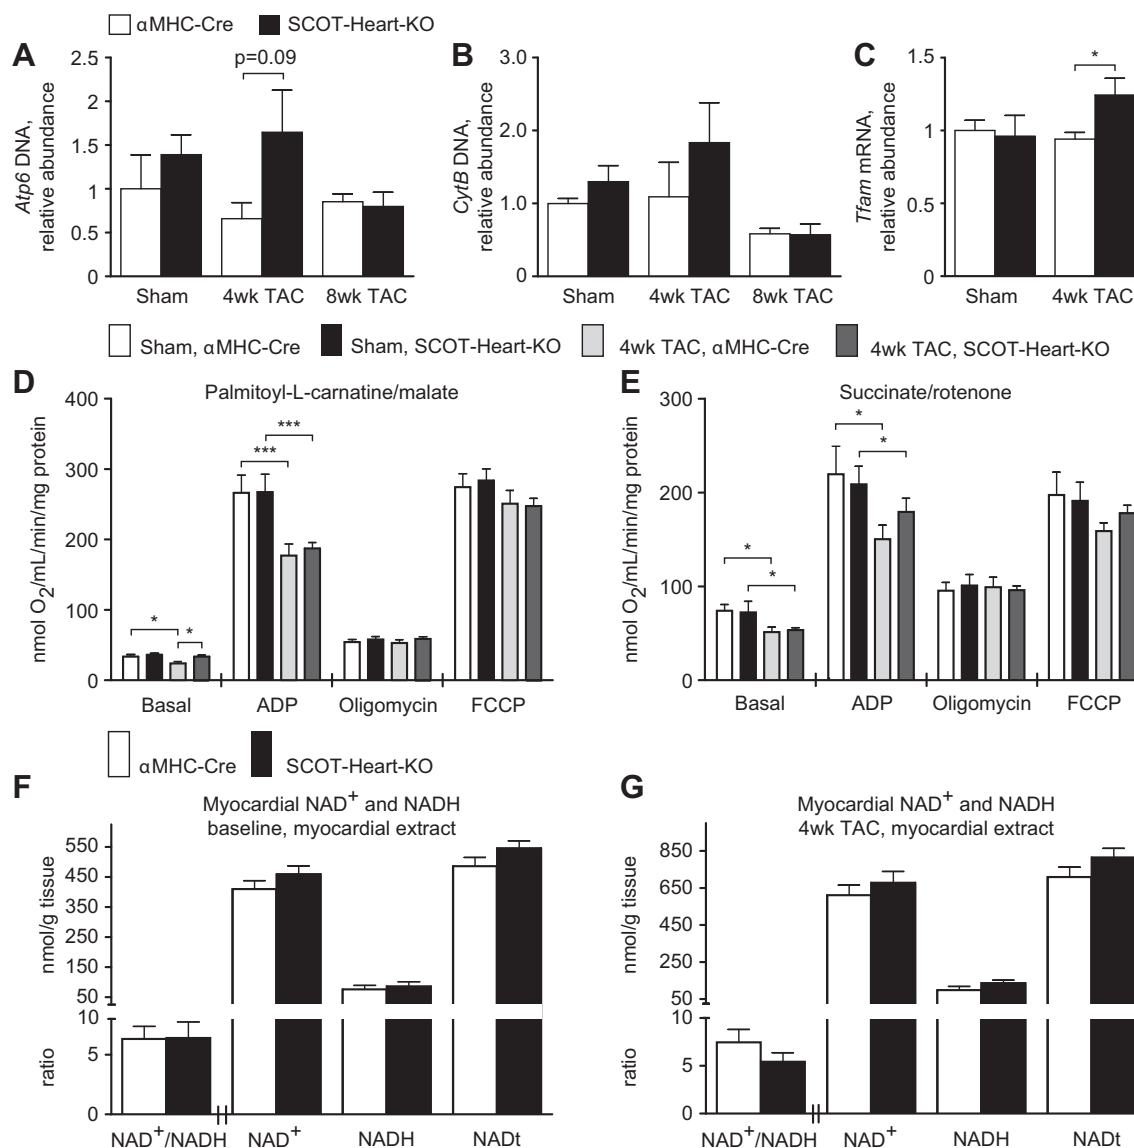 αMHC-Cre SCOT-Heart-KO
A
p=0.09
Atp6 DNA,
relative abundance
2.5
2
1.5
1
0.5
0
Sham 4wk TAC 8wk TAC
B
CytB DNA,
relative abundance
3.0
2.0
1.0
0.0
Sham 4wk TAC 8wk TAC
C
*
Tfam mRNA,
relative abundance
1.5
1
0.5
0
Sham 4wk TAC
Sham, αMHC-Cre Sham, SCOT-Heart-KO 4wk TAC, αMHC-Cre 4wk TAC, SCOT-Heart-KO
D
Palmitoyl-L-carnatine/malate
nmol O2/mL/min/mg protein
400
300
200
100
0
* *
*** ***
Basal ADP Oligomycin FCCP
E
Succinate/rotenone
nmol O2/mL/min/mg protein
300
200
100
0
* *
* *
Basal ADP Oligomycin FCCP
αMHC-Cre SCOT-Heart-KO
F
Myocardial NAD+ and NADH
baseline, myocardial extract
nmol/g tissue
550
450
350
250
150
50
ratio
10
5
0
NAD+/NADH NAD+ NADH NADt
G
Myocardial NAD+ and NADH
4wk TAC, myocardial extract
nmol/g tissue
850
650
450
250
50
ratio
10
5
0
NAD+/NADH NAD+ NADH NADt